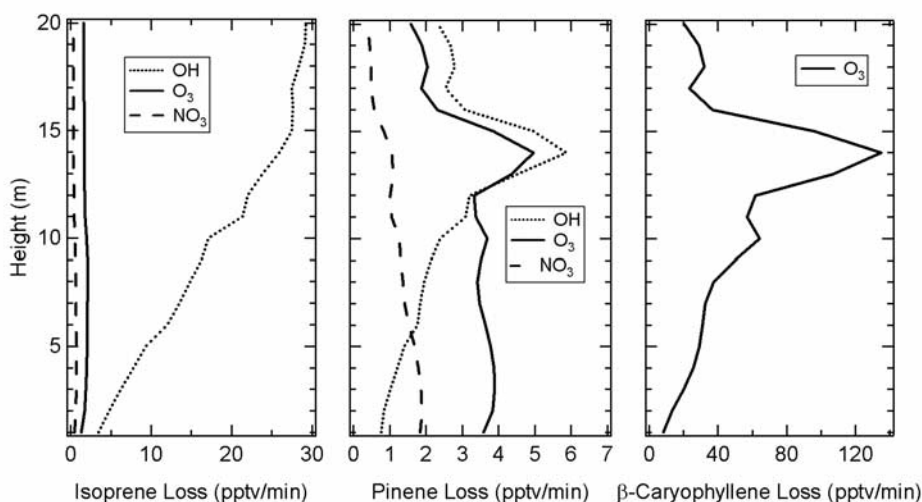 20
15
10
5
Height (m)
OH
O₃
NO₃
0 10 20 30
Isoprene Loss (pptv/min)
OH
O₃
NO₃
0 1 2 3 4 5 6 7
Pinene Loss (pptv/min)
O₃
0 40 80 120
β-Caryophyllene Loss (pptv/min)